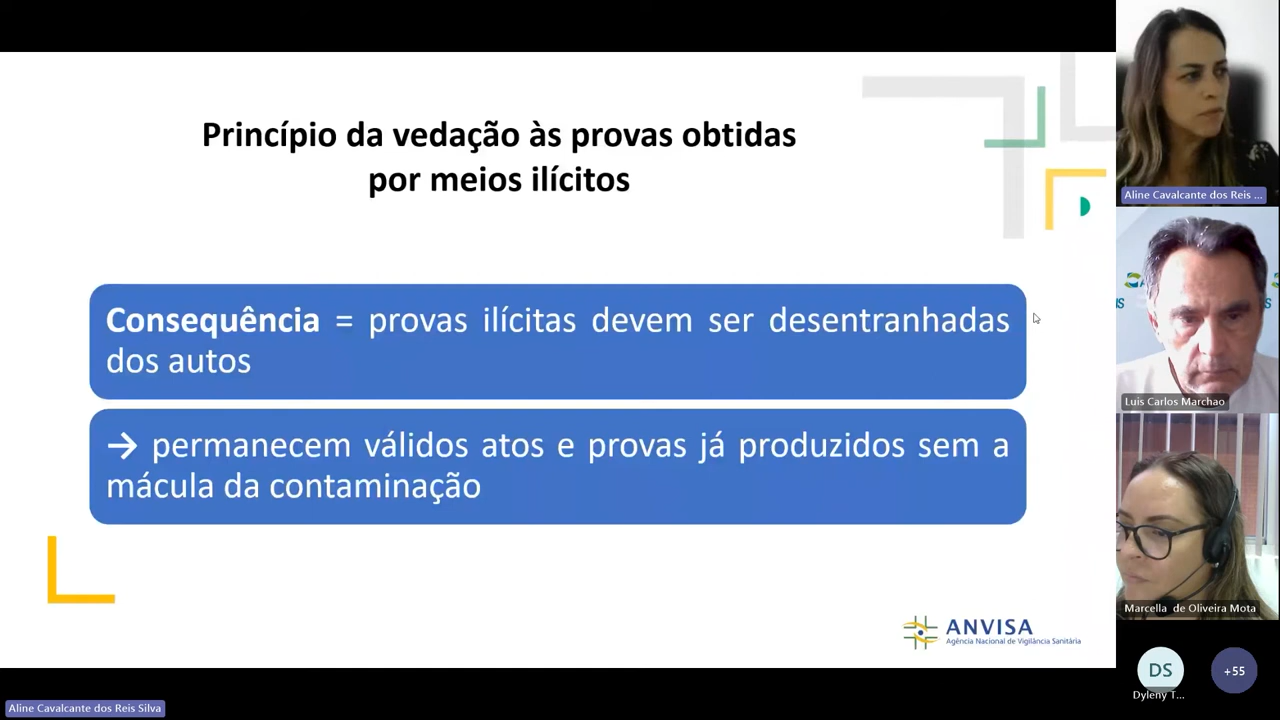 Princípio da vedação às provas obtidas
por meios ilícitos
Consequência = provas ilícitas devem ser desentranhadas
dos autos
→ permanecem válidos atos e provas já produzidos sem a
mácula da contaminação
ANVISA
Agência Nacional de Vigilância Sanitária
Aline Cavalcante dos Reis ...
Luis Carlos Marchao
Marcella de Oliveira Mota
DS
Dyleny T...
+55
Aline Cavalcante dos Reis Silva